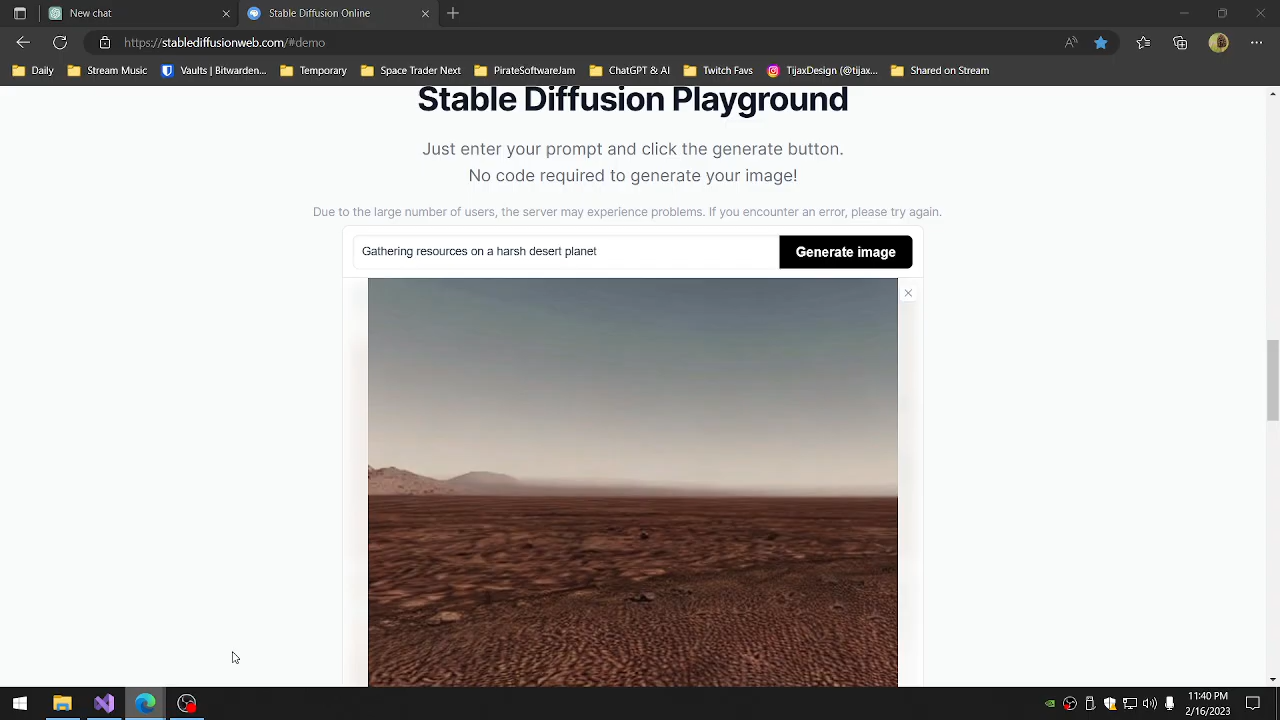 New chat
Stable Diffusion Online
https://stablediffusionweb.com/#demo
Daily
Stream Music
Vaults | Bitwarden...
Temporary
Space Trader Next
PirateSoftwareJam
ChatGPT & AI
Twitch Favs
TijaxDesign (@tijax...
Shared on Stream
Stable Diffusion Playground
Just enter your prompt and click the generate button.
No code required to generate your image!
Due to the large number of users, the server may experience problems. If you encounter an error, please try again.
Gathering resources on a harsh desert planet
Generate image
11:40 PM
2/16/2023